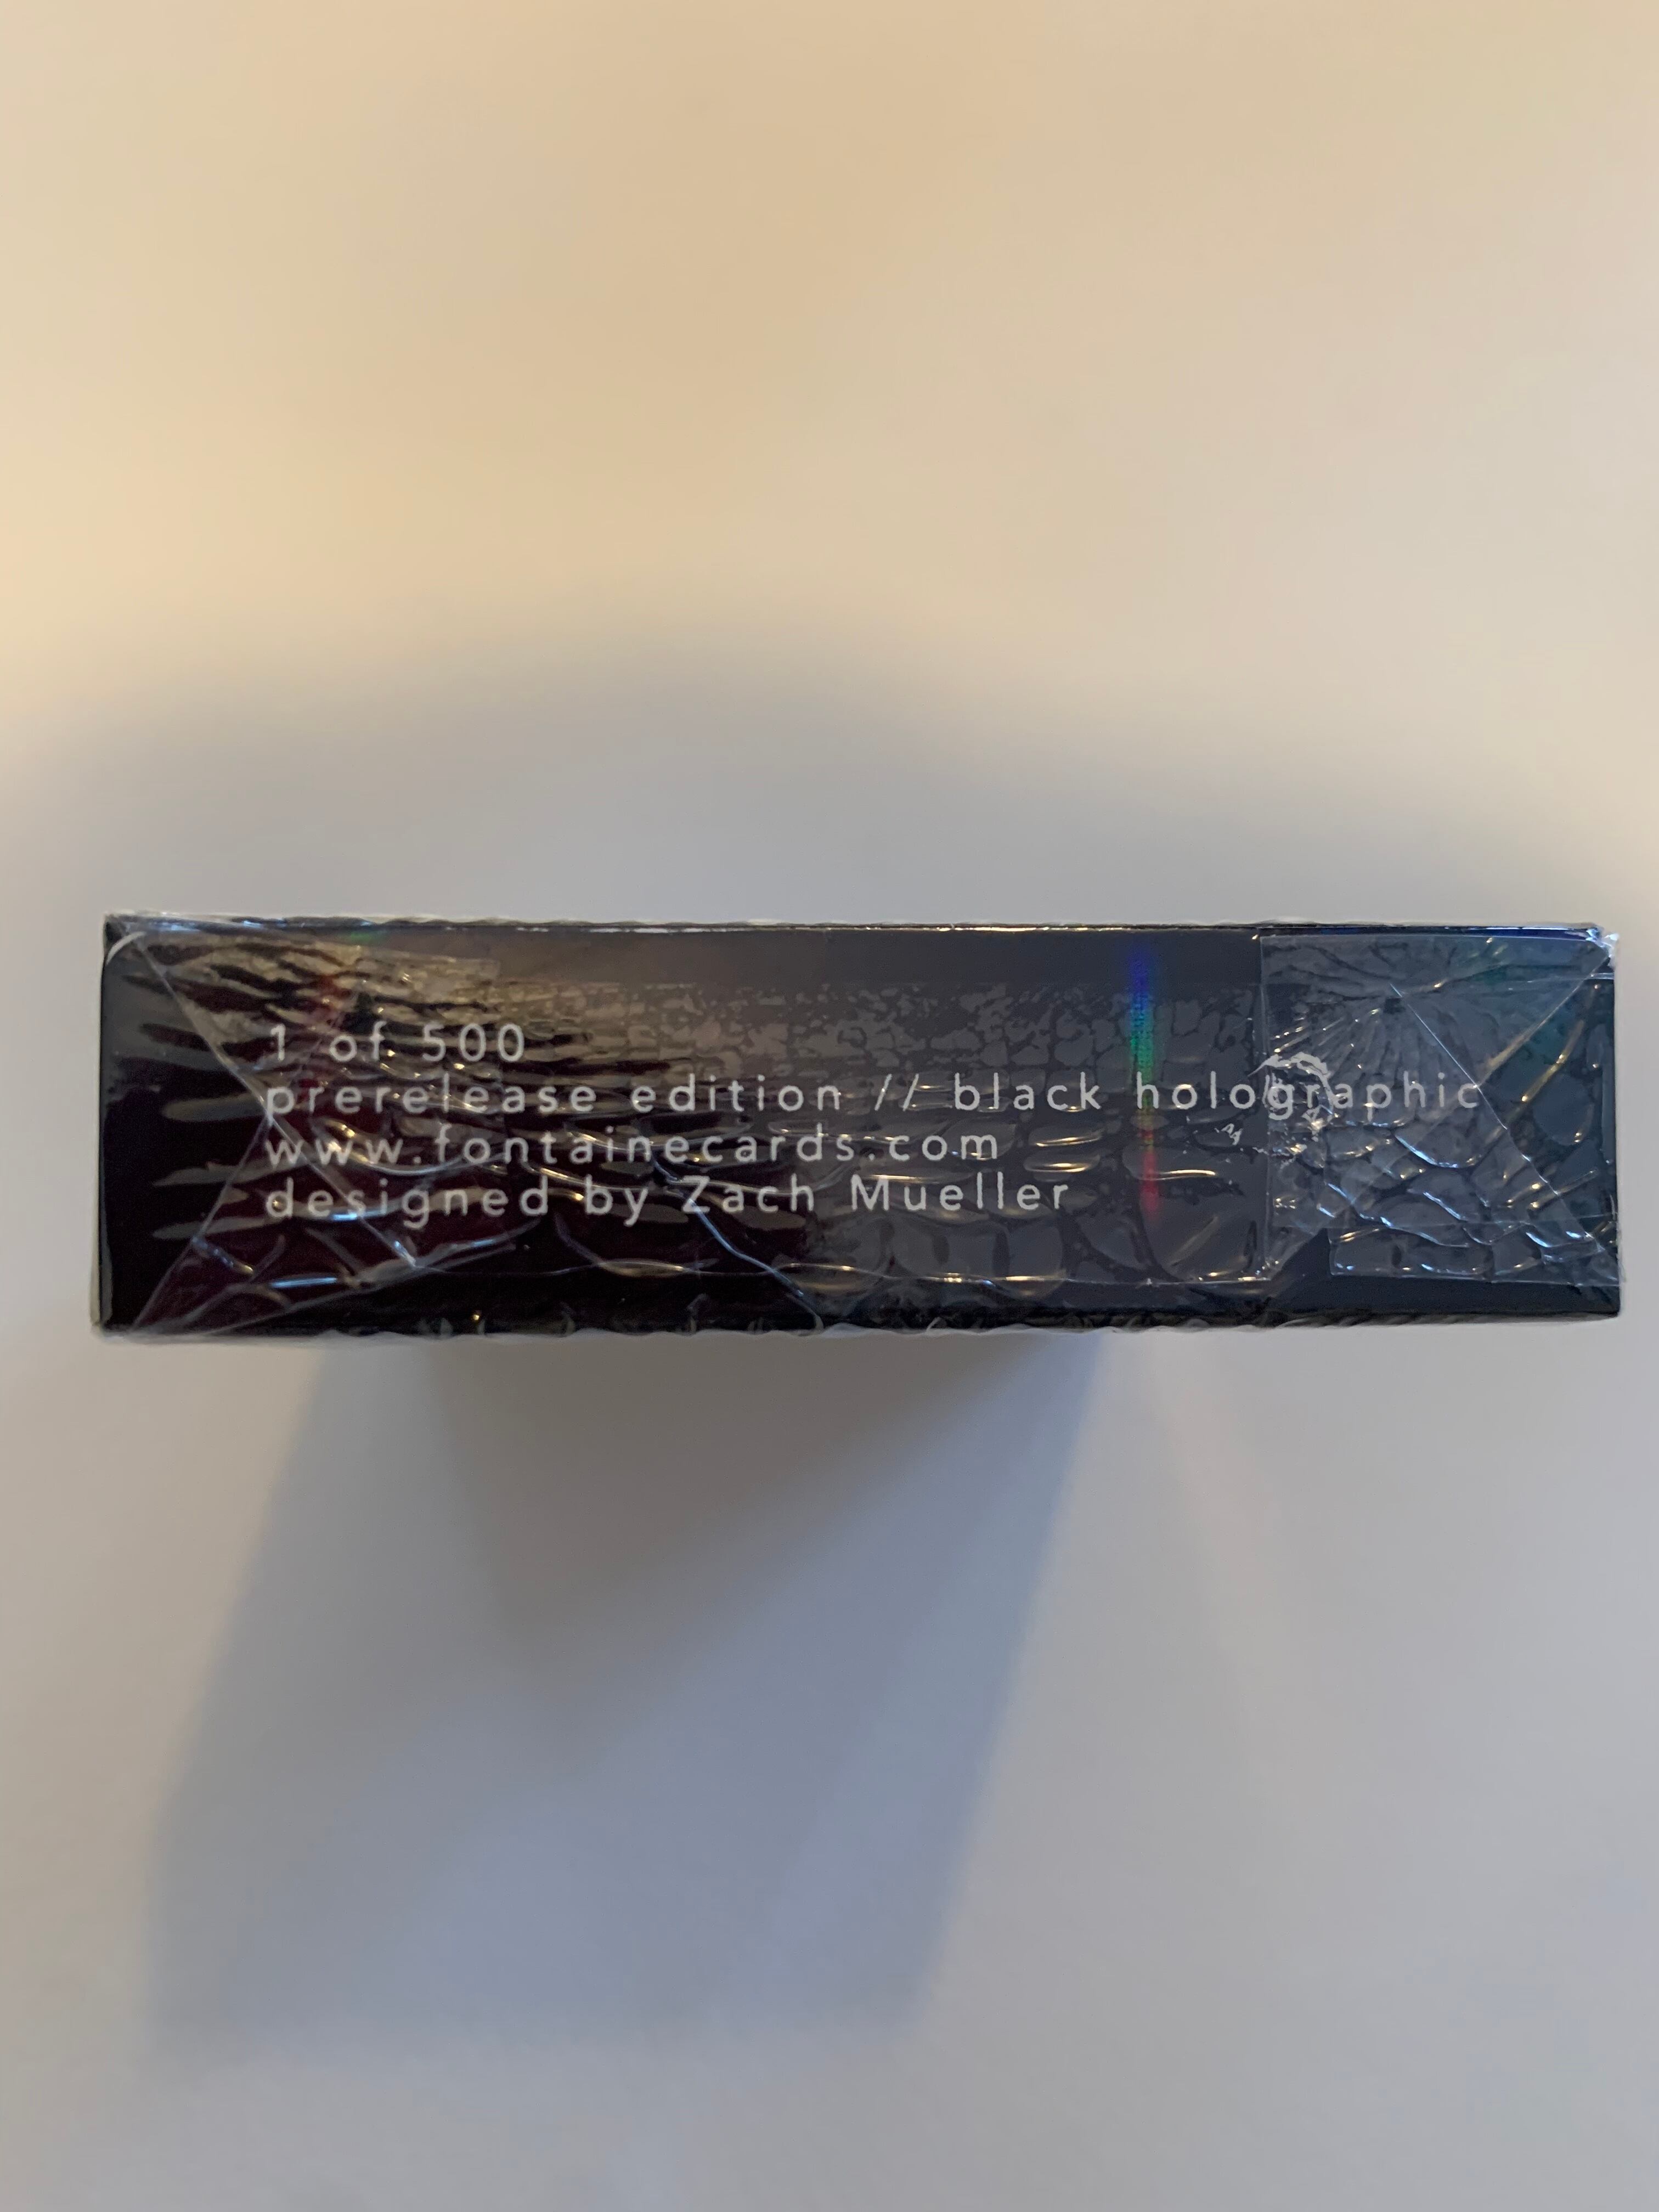 1 of 500
prerelease edition // black holographic
www.fontainecards.com
designed by Zach Mueller